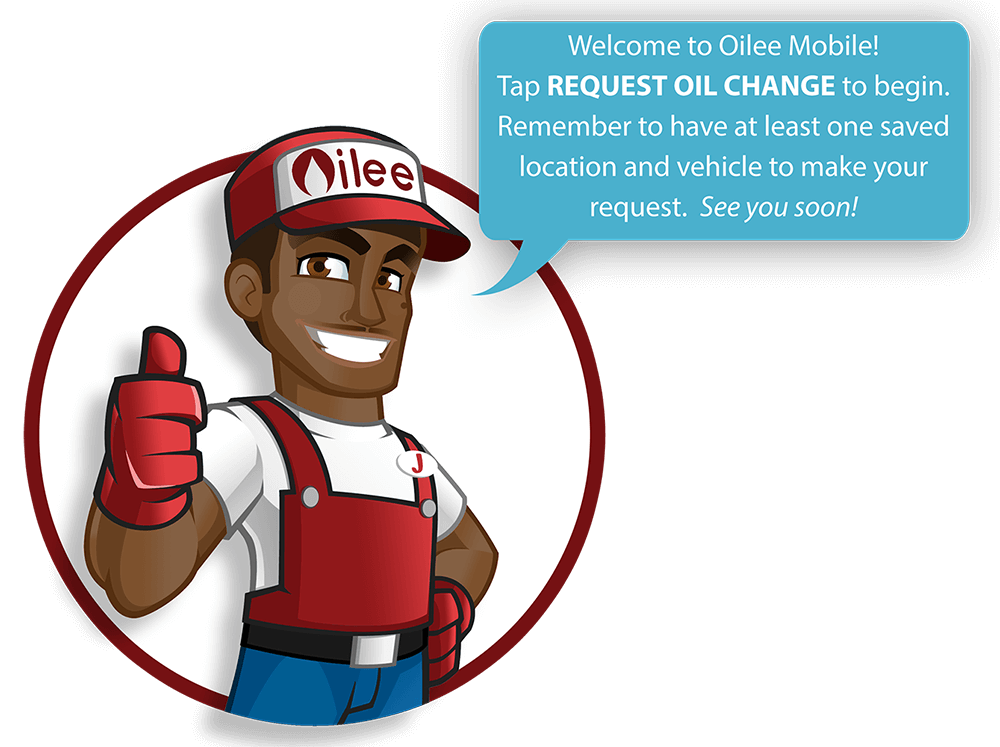 Welcome to Oilee Mobile!
Tap REQUEST OIL CHANGE to begin.
Remember to have at least one saved
location and vehicle to make your
request. See you soon!
Oilee
J